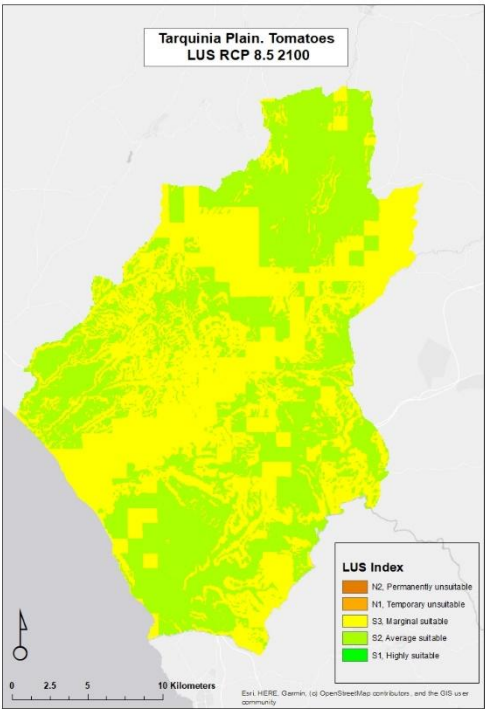 Tarquinia Plain. Tomatoes
LUS RCP 8.5 2100
LUS Index
N2, Permanently unsuitable
N1, Temporary unsuitable
S3, Marginal suitable
S2, Average suitable
S1, Highly suitable
0 2.5 5 10 Kilometers
Esri, HERE, Garmin, (c) OpenStreetMap contributors, and the GIS user
community